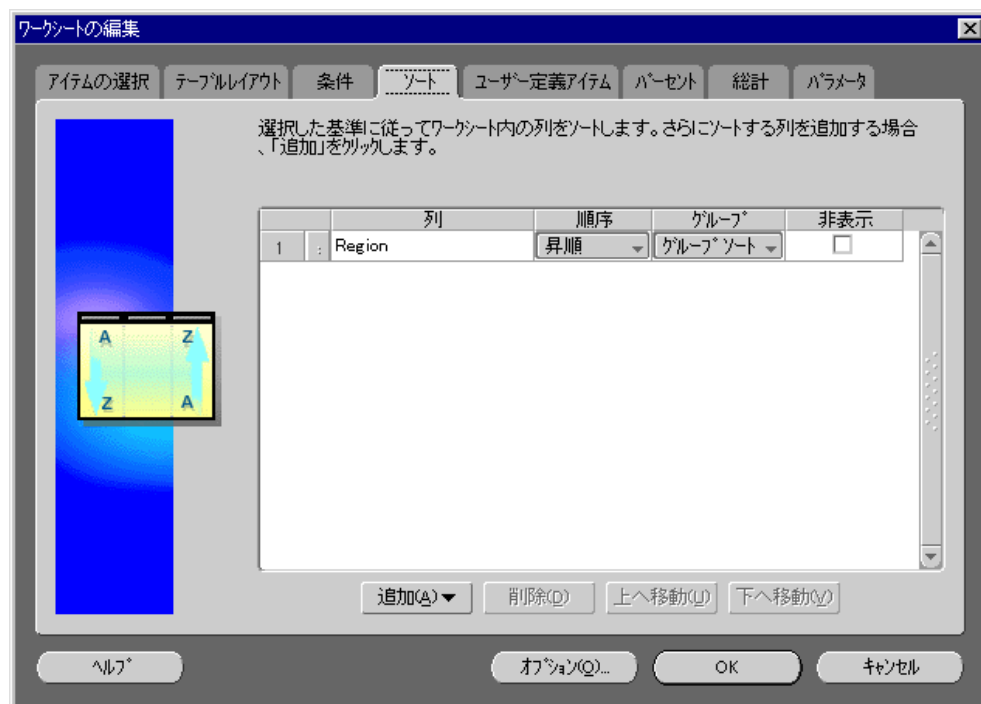 ワークシートの編集
アイテムの選択 テーブルレイアウト 条件 ソート ユーザー定義アイテム パーセント 総計 パラメータ
選択した基準に従ってワークシート内の列をソートします。さらにソートする列を追加する場合
、「追加」をクリックします。
列 順序 グループ 非表示
1 Region 昇順 グループソート
A Z
Z A
追加(A) 削除(D) 上へ移動(U) 下へ移動(V)
ヘルプ オプション(O)... OK キャンセル